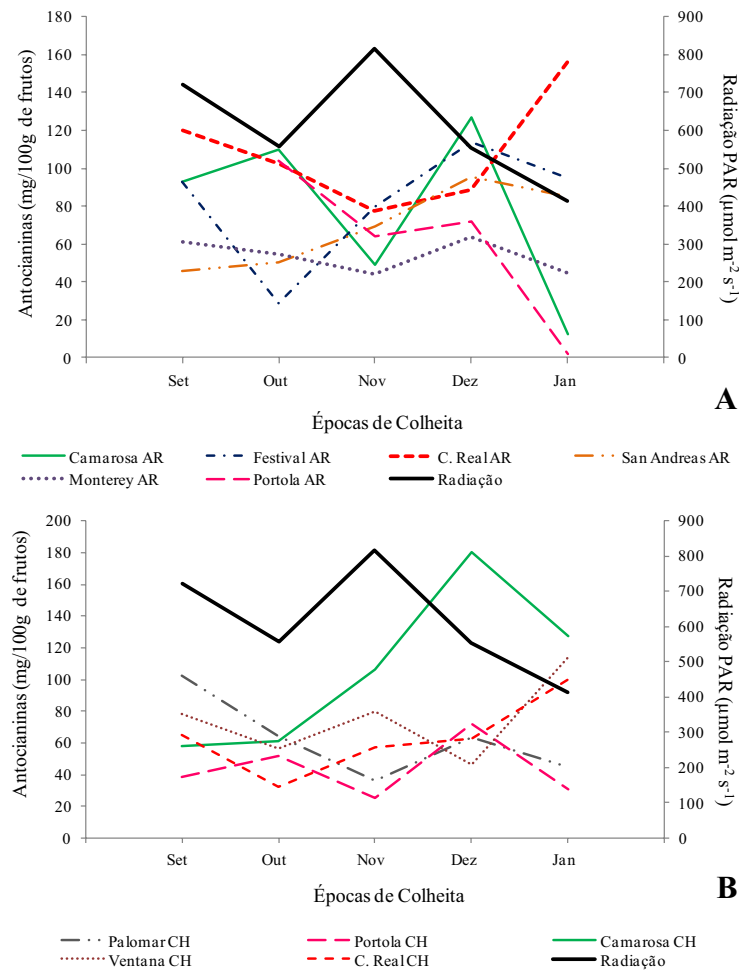 180
160
140
120
100
80
60
40
20
0
Antocianinas (mg/100g de frutos)
900
800
700
600
500
400
300
200
100
0
Radiação PAR (µmol m⁻² s⁻¹)
Set Out Nov Dez Jan
Épocas de Colheita
A
Camarosa AR Festival AR C. Real AR San Andreas AR
Monterey AR Portola AR Radiação
200
180
160
140
120
100
80
60
40
20
0
Antocianinas (mg/100g de frutos)
900
800
700
600
500
400
300
200
100
0
Radiação PAR (µmol m⁻² s⁻¹)
Set Out Nov Dez Jan
Épocas de Colheita
B
Palomar CH Portola CH Camarosa CH
Ventana CH C. Real CH Radiação